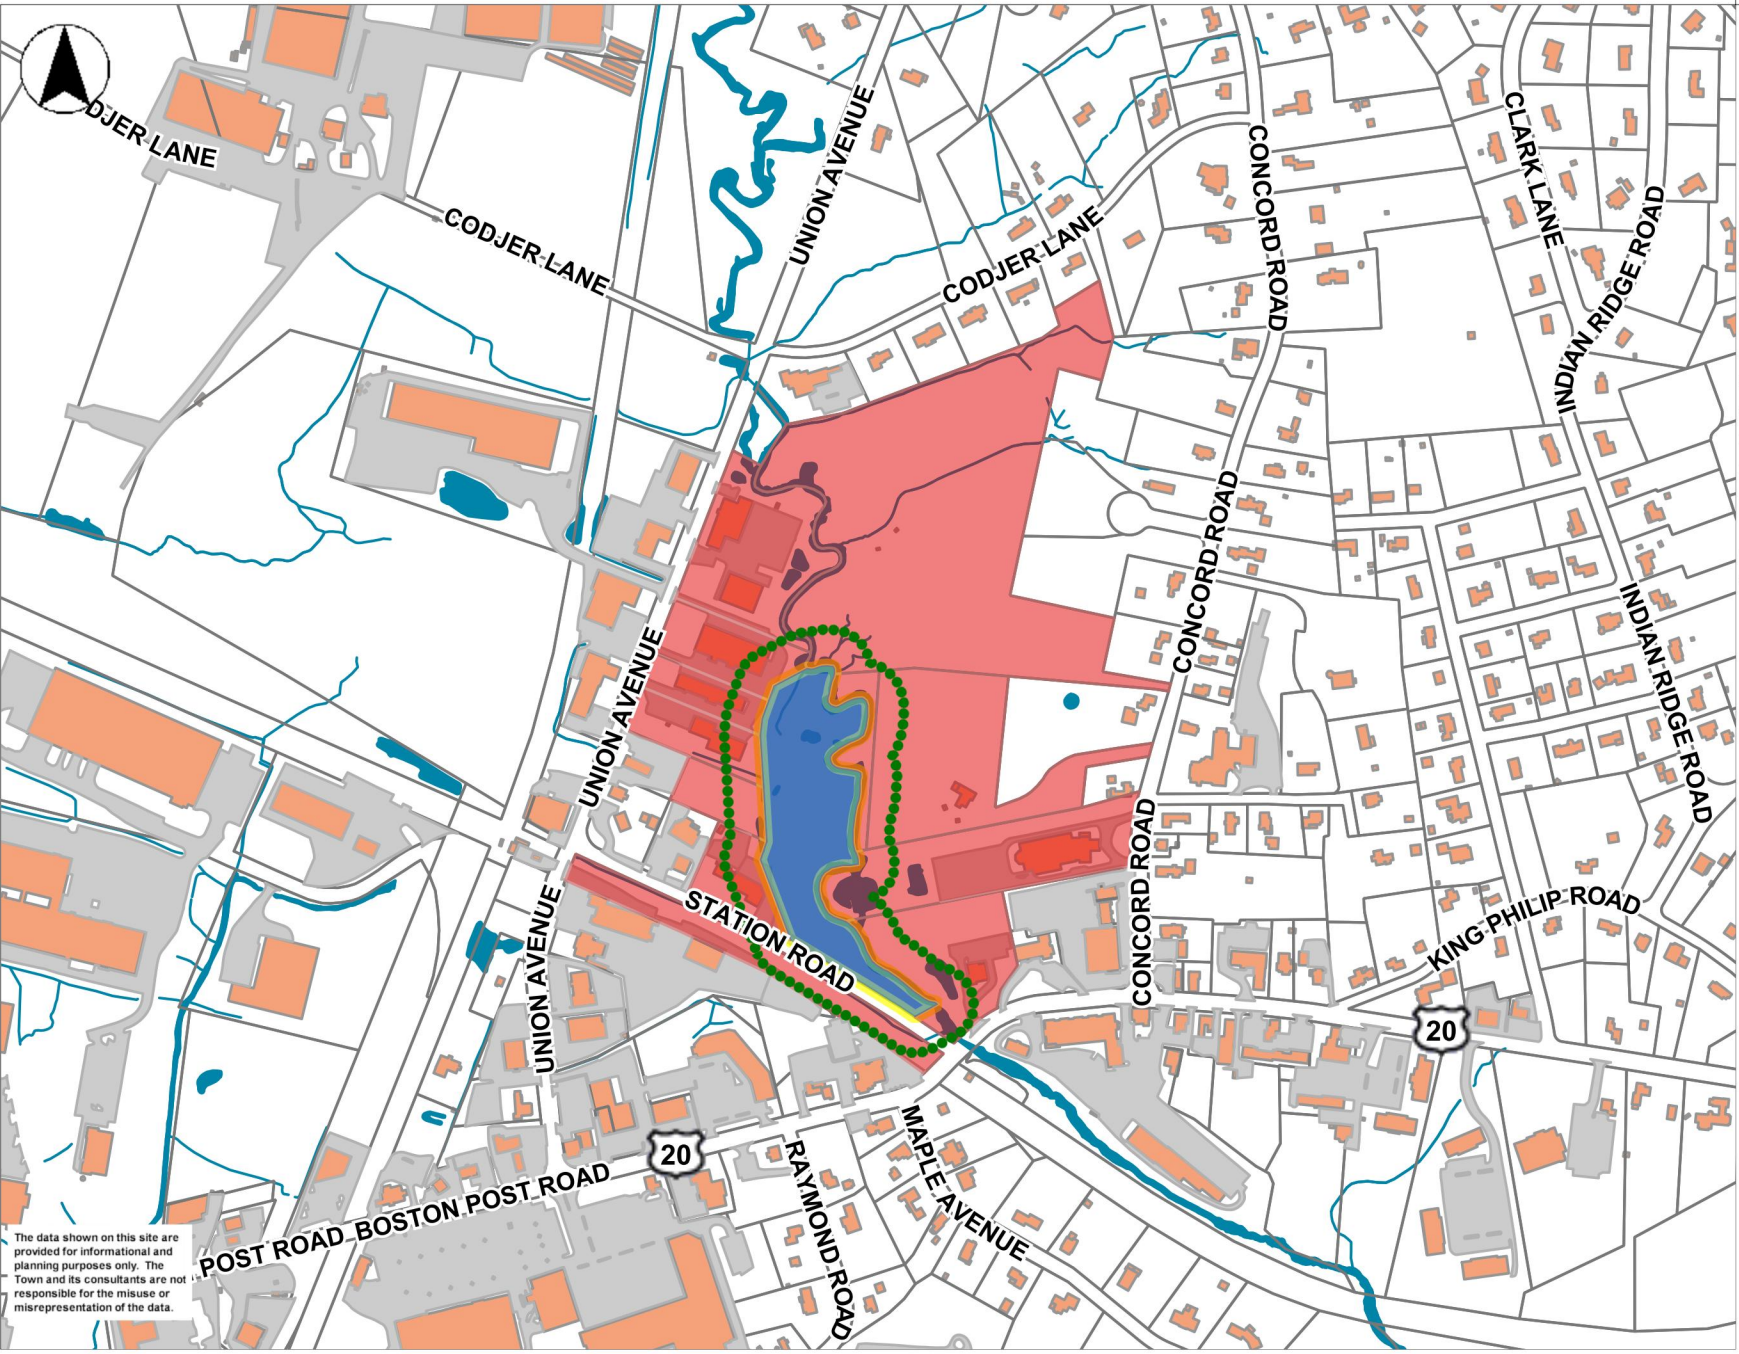 DJER LANE
CODJER LANE
UNION AVENUE
CODJER LANE
CONCORD ROAD
CLARK LANE
INDIAN RIDGE ROAD
CONCORD ROAD
UNION AVENUE
INDIAN RIDGE ROAD
CONCORD ROAD
STATION ROAD
UNION AVENUE
KING PHILIP ROAD
20
20
MAPLE AVENUE
RAYMOND ROAD
POST ROAD BOSTON POST ROAD
The data shown on this site are
provided for informational and
planning purposes only. The
Town and its consultants are not
responsible for the misuse or
misrepresentation of the data.